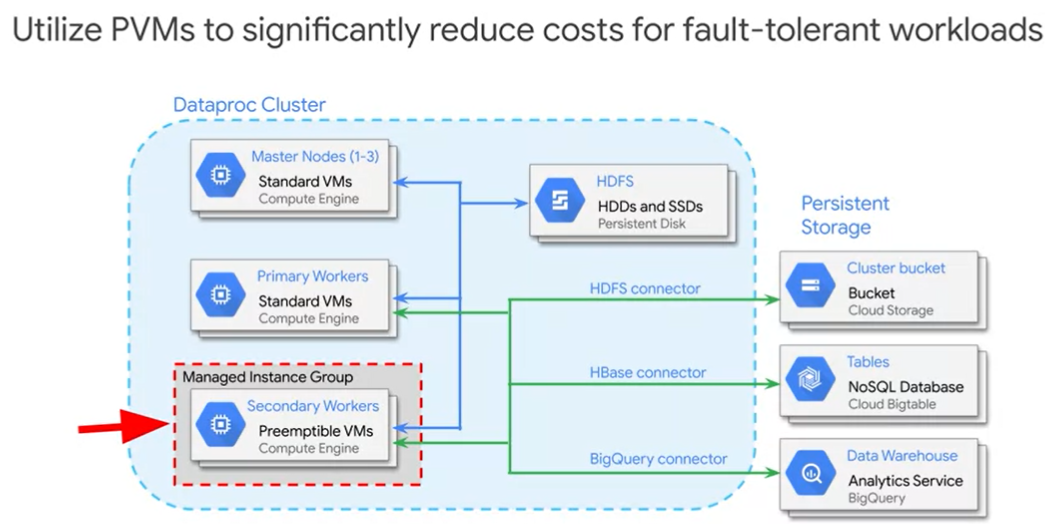 Utilize PVMs to significantly reduce costs for fault-tolerant workloads
Dataproc Cluster
Master Nodes (1-3)
Standard VMs
Compute Engine
HDFS
HDDs and SSDs
Persistent Disk
Persistent
Storage
Primary Workers
Standard VMs
Compute Engine
HDFS connector
Cluster bucket
Bucket
Cloud Storage
Managed Instance Group
Secondary Workers
Preemptible VMs
Compute Engine
HBase connector
Tables
NoSQL Database
Cloud Bigtable
BigQuery connector
Data Warehouse
Analytics Service
BigQuery